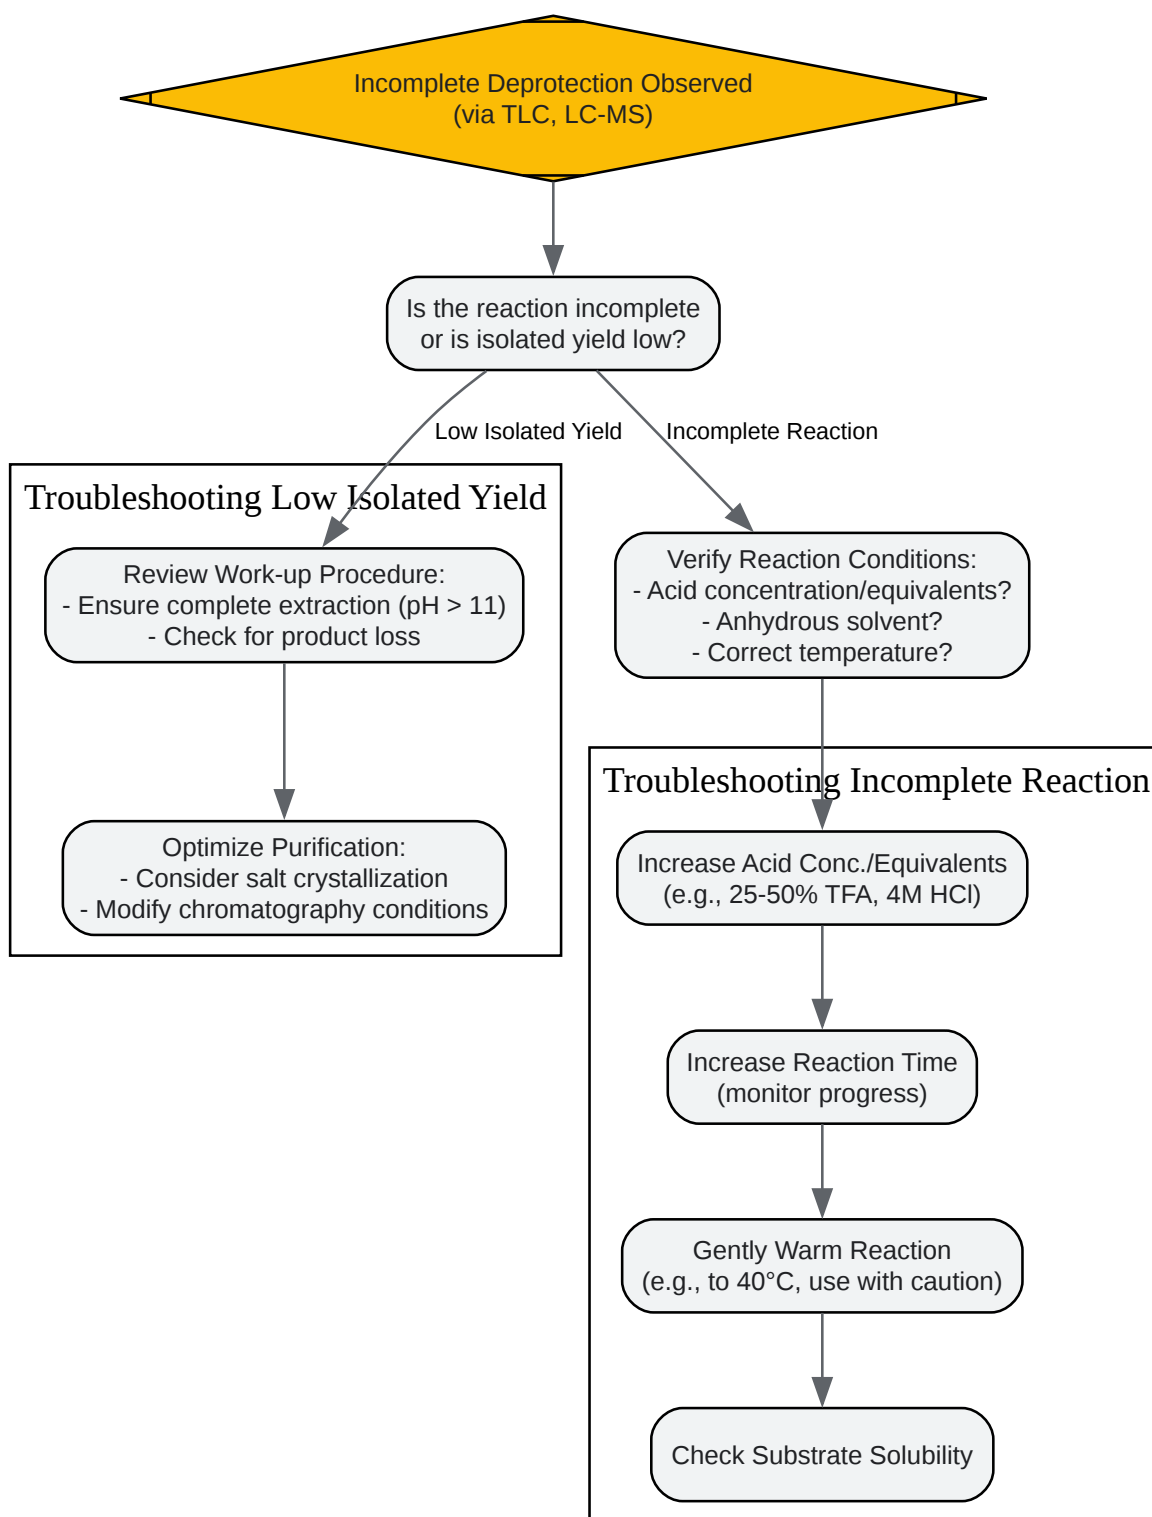 Incomplete Deprotection Observed
(via TLC, LC-MS)
Is the reaction incomplete
or is isolated yield low?
Low Isolated Yield
Incomplete Reaction
Troubleshooting Low Isolated Yield
Review Work-up Procedure:
- Ensure complete extraction (pH > 11)
- Check for product loss
Optimize Purification:
- Consider salt crystallization
- Modify chromatography conditions
Verify Reaction Conditions:
- Acid concentration/equivalents?
- Anhydrous solvent?
- Correct temperature?
Troubleshooting Incomplete Reaction
Increase Acid Conc./Equivalents
(e.g., 25-50% TFA, 4M HCl)
Increase Reaction Time
(monitor progress)
Gently Warm Reaction
(e.g., to 40°C, use with caution)
Check Substrate Solubility